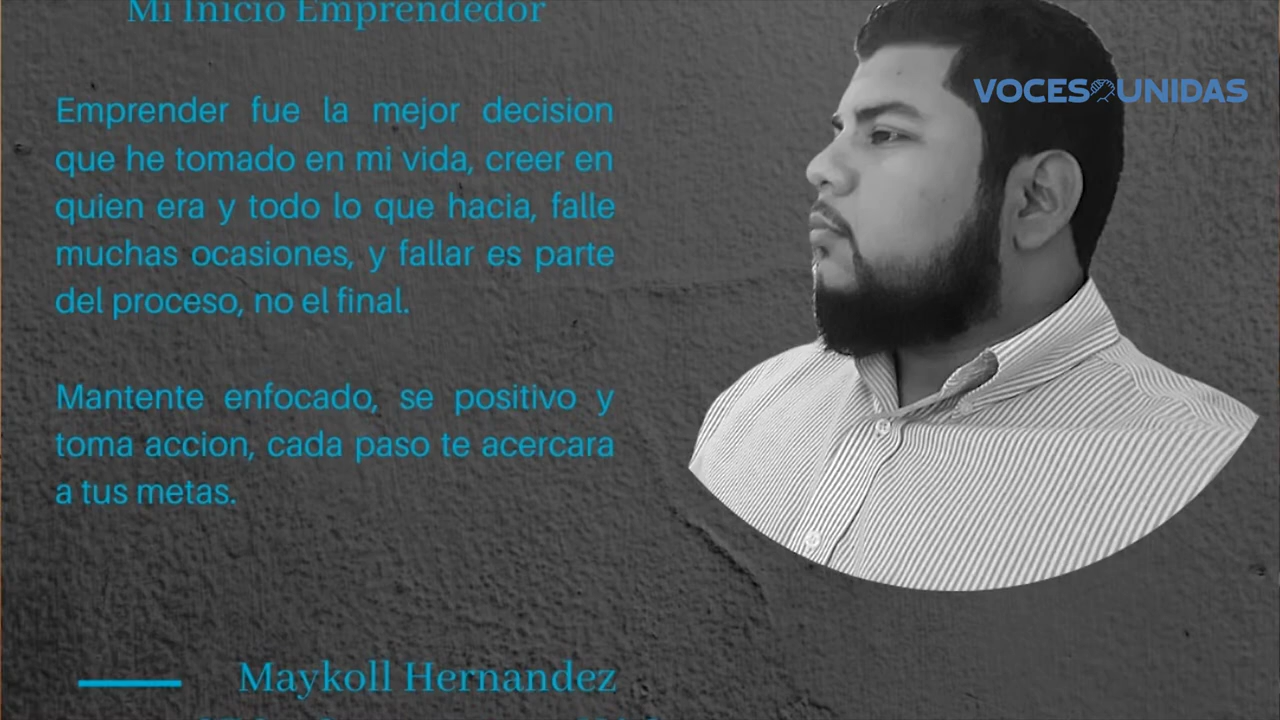 Mi Inicio Emprendedor
VOCES UNIDAS
Emprender fue la mejor decision
que he tomado en mi vida, creer en
quien era y todo lo que hacia, falle
muchas ocasiones, y fallar es parte
del proceso, no el final.
Mantente enfocado, se positivo y
toma accion, cada paso te acercara
a tus metas.
Maykoll Hernandez